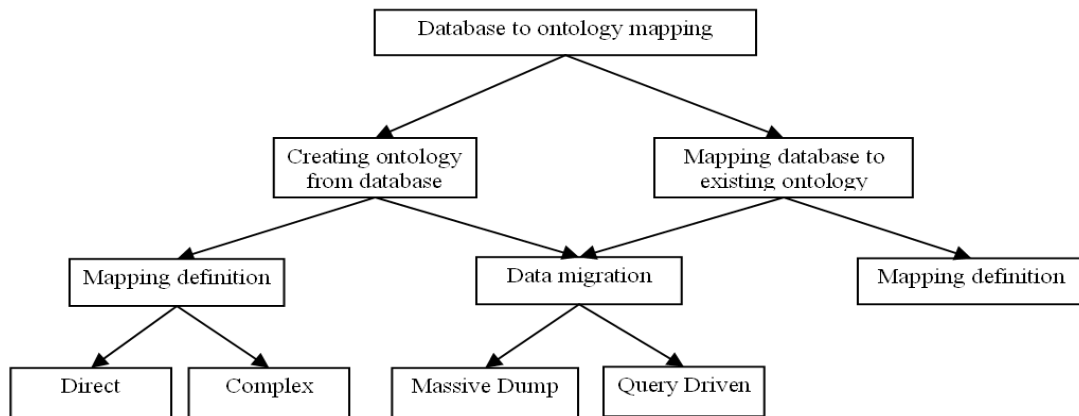 Database to ontology mapping
Creating ontology
from database
Mapping database to
existing ontology
Mapping definition
Data migration
Mapping definition
Direct
Complex
Massive Dump
Query Driven